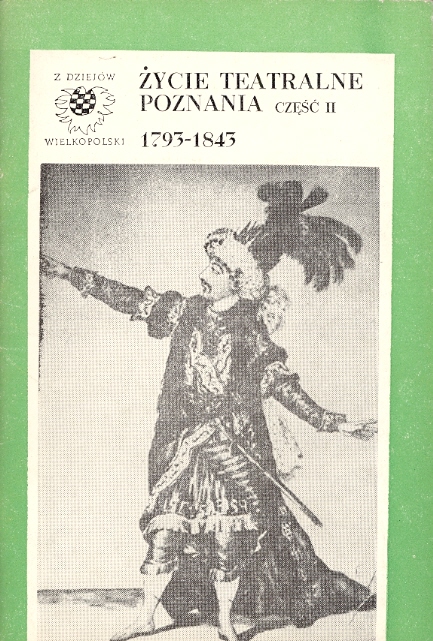 Z DZIEJÓW
WIELKOPOLSKI
ŻYCIE TEATRALNE
POZNANIA CZĘŚĆ II
1793-1843